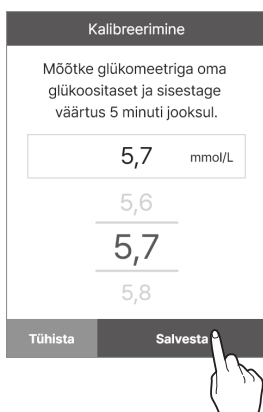 Kalibreerimine
Mõõtke glükomeetriga oma
glükoositaset ja sisestage
väärtus 5 minuti jooksul.
5,7 mmol/L
5,6
5,7
5,8
Tühista Salvesta